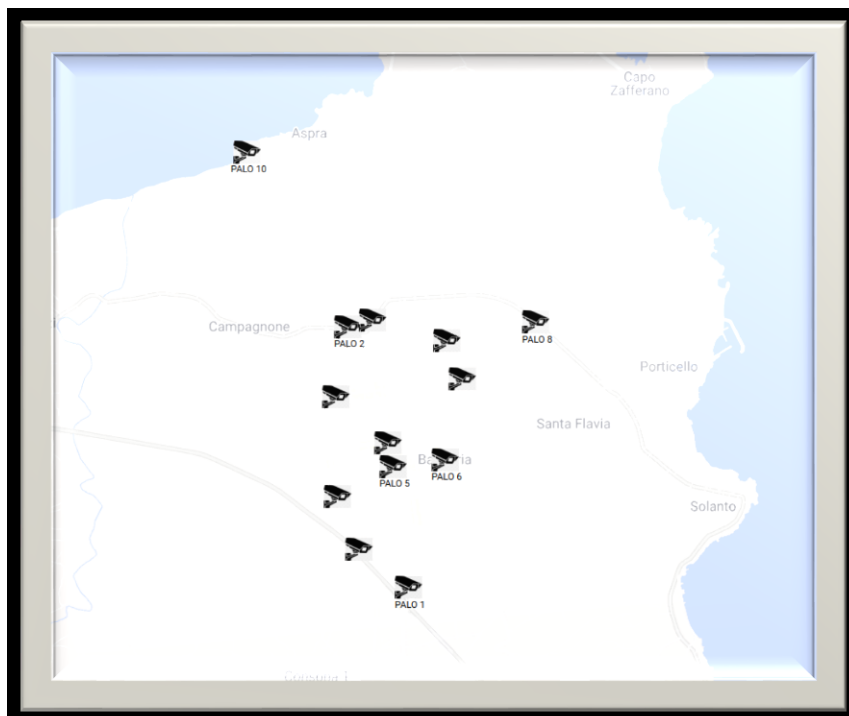 Capo
Zafferano
Aspra
PALO 10
Campagnone
PALO 2
PALO 8
Porticello
Santa Flavia
PALO 5
PALO 6
Solanto
PALO 1